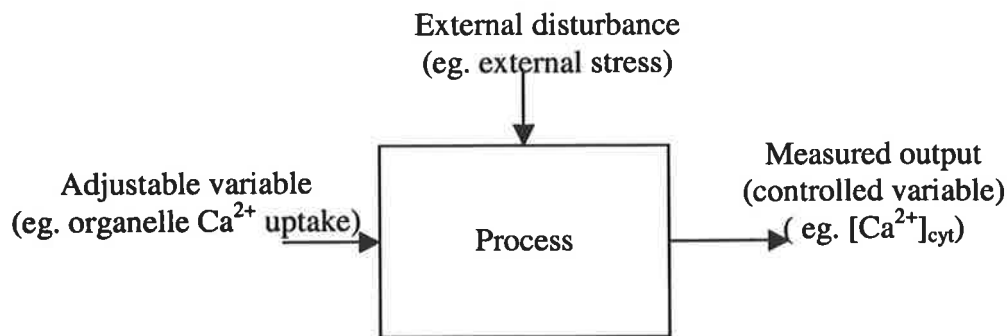 External disturbance
(eg. external stress)
Adjustable variable
(eg. organelle Ca²⁺ uptake)
Process
Measured output
(controlled variable)
( eg. [Ca²⁺]cyt)